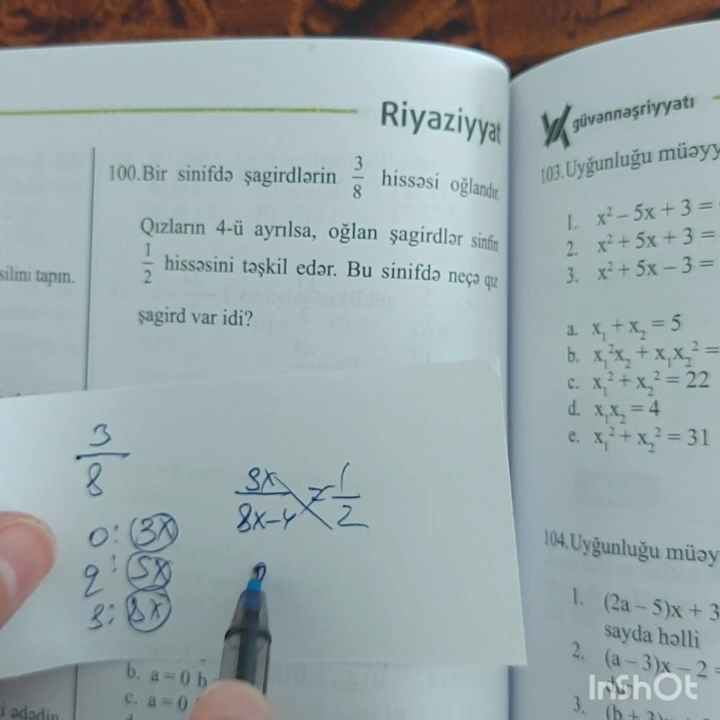 Riyaziyyat
100.Bir sinifdə şagirdlərin 3/8 hissəsi oğlandır.
Qızların 4-ü ayrılsa, oğlan şagirdlər sinfin
1/2 hissəsini təşkil edər. Bu sinifdə neçə qız
şagird var idi?
silini tapın.
3/8
o: 3x
q: 5x
s: 8x
3x/8x-4 = 1/2
b. a = 0 b
c. a = 0
güvənnəşriyyatı
103.Uyğunluğu müəyy
1. x² – 5x + 3 =
2. x² + 5x + 3 =
3. x² + 5x – 3 =
a. x₁ + x₂ = 5
b. x₁²x₂ + x₁x₂² =
c. x₁² + x₂² = 22
d. x₁x₂ = 4
e. x₁² + x₂² = 31
104.Uyğunluğu müəy
1. (2a – 5)x + 3
sayda həlli
2. (a – 3)x – 2 =
3. (b + 2)
InShOt